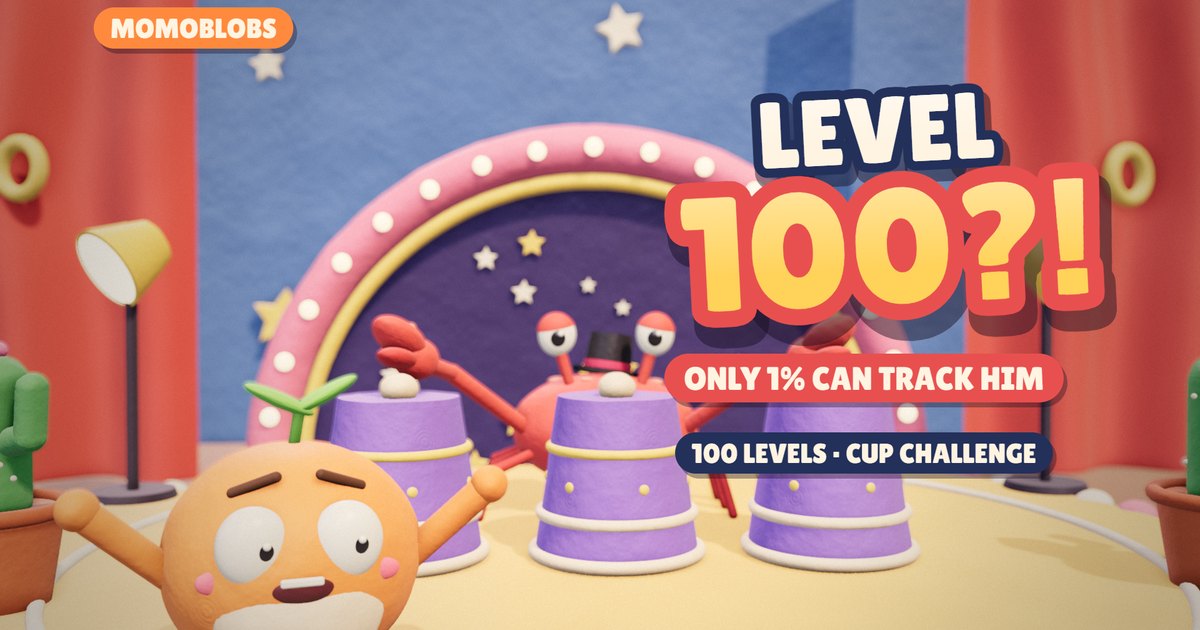 MOMOBLOBS
LEVEL
100?!
ONLY 1% CAN TRACK HIM
100 LEVELS · CUP CHALLENGE